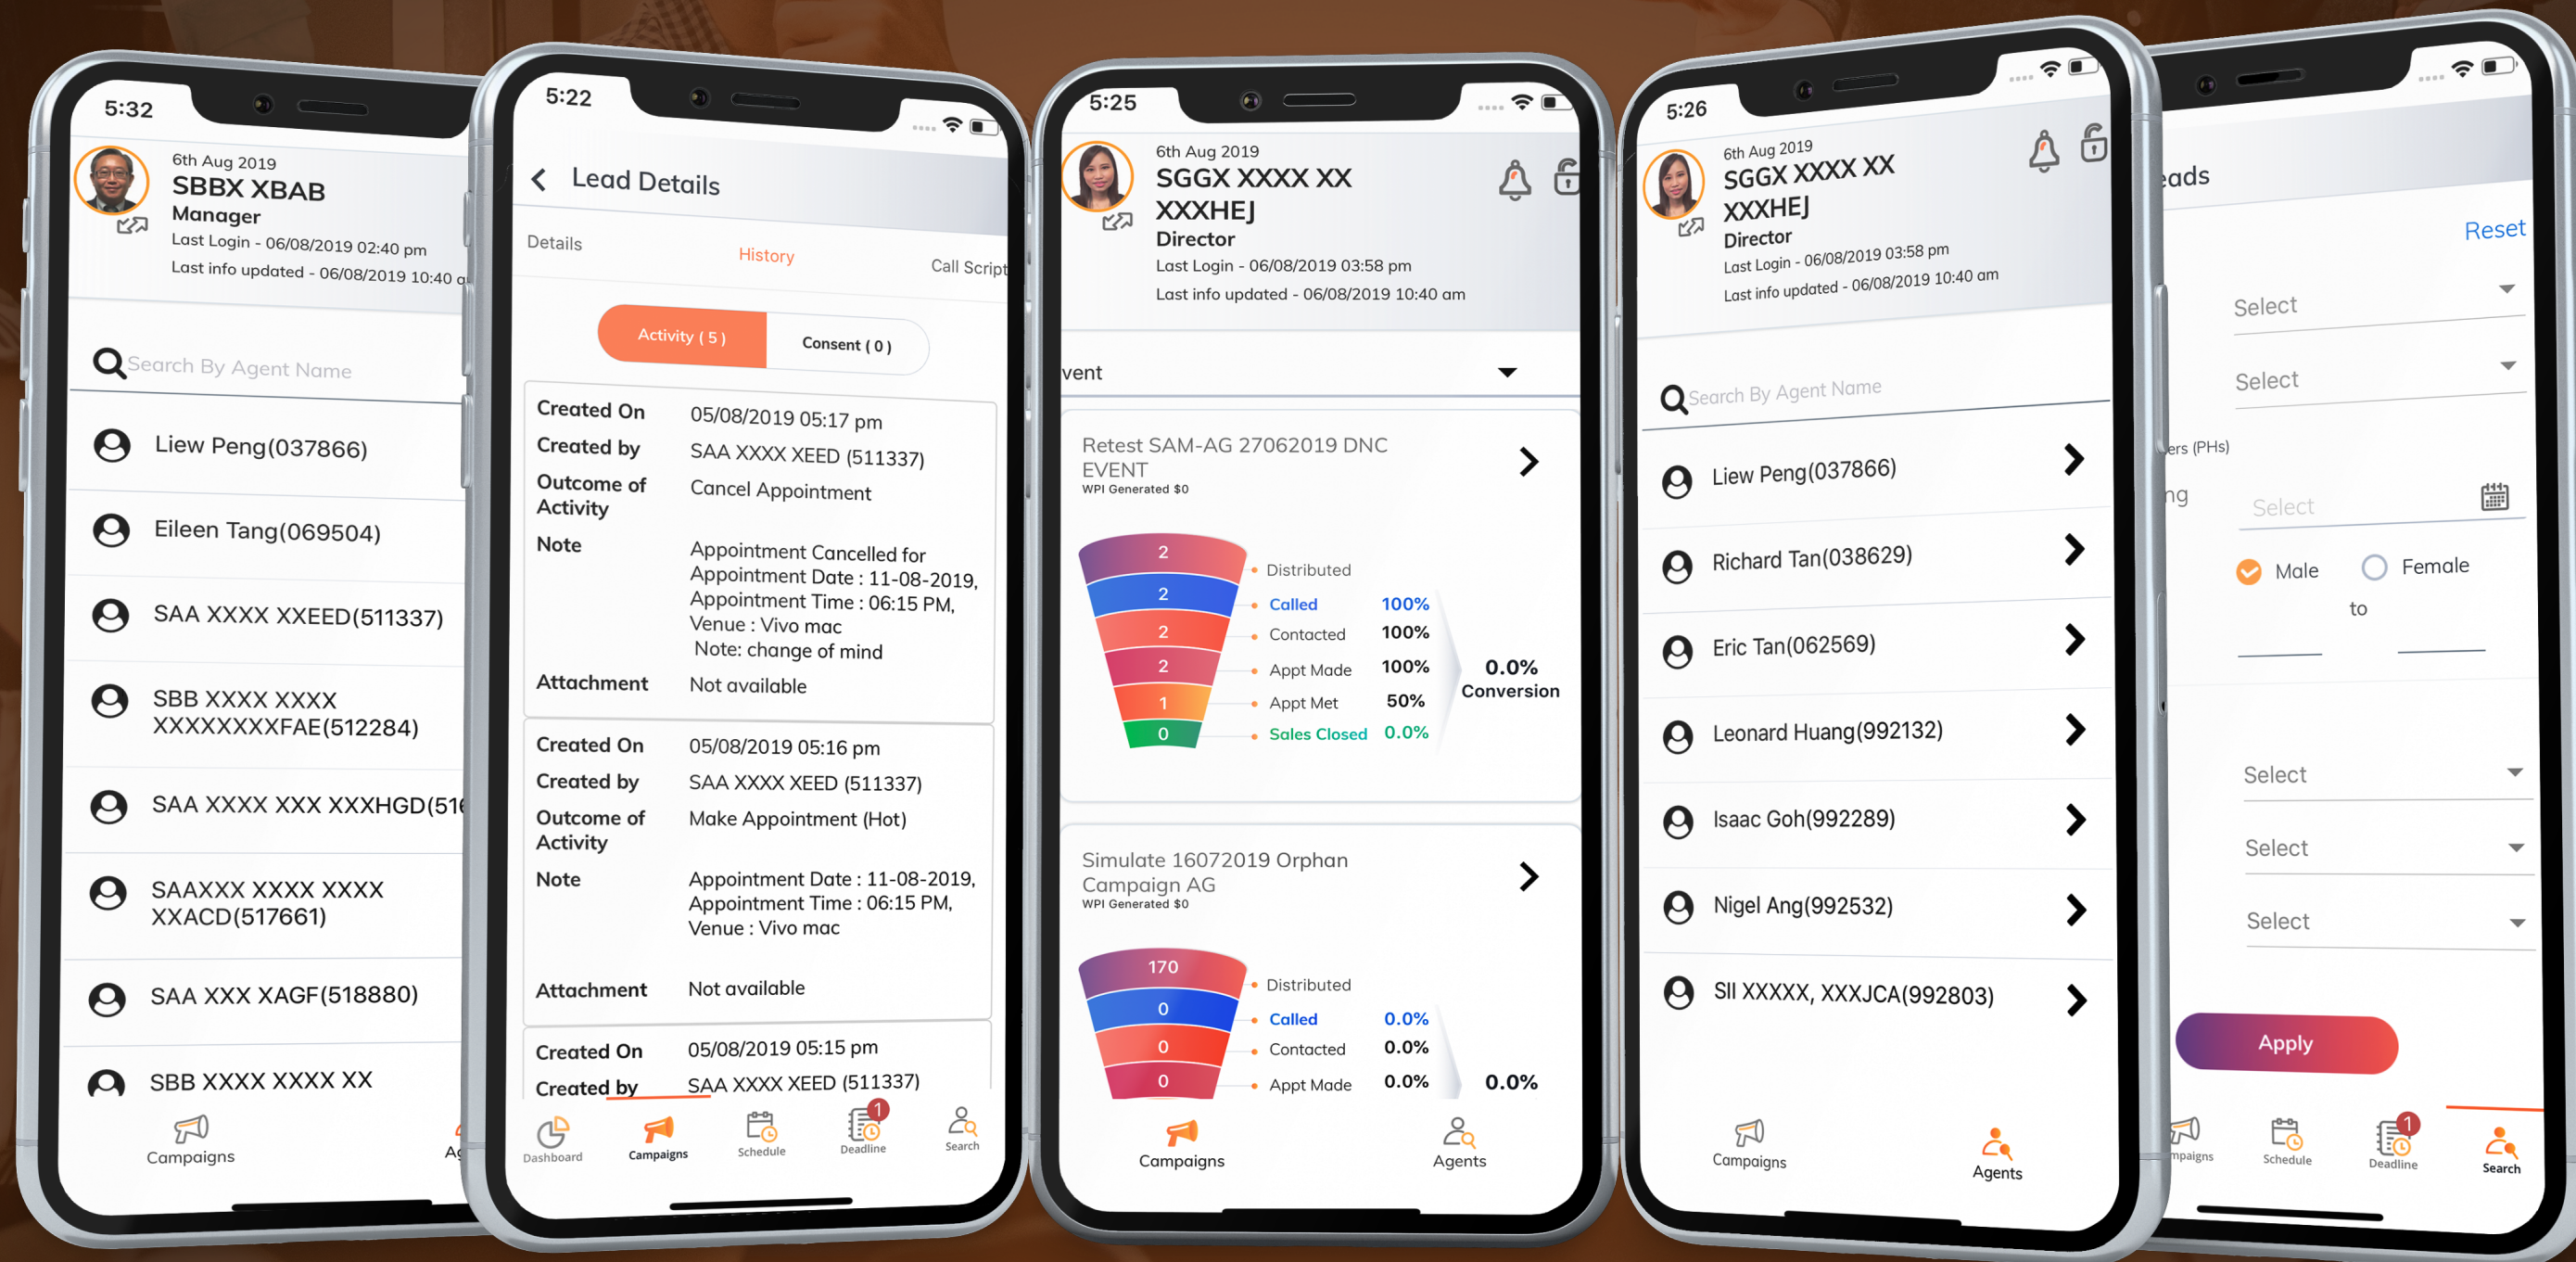 5:32
6th Aug 2019
SBBX XBAB
Manager
Last Login - 06/08/2019 02:40 pm
Last info updated - 06/08/2019 10:40
Search By Agent Name
Liew Peng(037866)
Eileen Tang(069504)
SAA XXXX XXEED(511337)
SBB XXXX XXXX
XXXXXXXXFAE(512284)
SAA XXXX XXX XXXHGD(51
SAAXXX XXXX XXXX
XXACD(517661)
SAA XXX XAGF(518880)
SBB XXXX XXXX XX
Campaigns
5:22
Lead Details
Details
History
Call Script
Activity ( 5 )
Consent ( 0 )
Created On 05/08/2019 05:17 pm
Created by SAA XXXX XEED (511337)
Outcome of Cancel Appointment
Activity
Note Appointment Cancelled for
Appointment Date : 11-08-2019,
Appointment Time : 06:15 PM,
Venue : Vivo mac
Note: change of mind
Attachment Not available
Created On 05/08/2019 05:16 pm
Created by SAA XXXX XEED (511337)
Outcome of Make Appointment (Hot)
Activity
Note Appointment Date : 11-08-2019,
Appointment Time : 06:15 PM,
Venue : Vivo mac
Attachment Not available
Created On 05/08/2019 05:15 pm
Created by SAA XXXX XEED (511337)
Dashboard
Campaigns
Schedule
1
Deadline
Search
5:25
6th Aug 2019
SGGX XXXX XX
XXXHEJ
Director
Last Login - 06/08/2019 03:58 pm
Last info updated - 06/08/2019 10:40 am
vent
Retest SAM-AG 27062019 DNC
EVENT
WPI Generated $0
2 Distributed
2 Called 100%
2 Contacted 100%
2 Appt Made 100%
1 Appt Met 50%
0 Sales Closed 0.0%
0.0%
Conversion
Simulate 16072019 Orphan
Campaign AG
WPI Generated $0
170 Distributed
0 Called 0.0%
0 Contacted 0.0%
0 Appt Made 0.0%
0.0%
Campaigns
Agents
5:26
6th Aug 2019
SGGX XXXX XX
XXXHEJ
Director
Last Login - 06/08/2019 03:58 pm
Last info updated - 06/08/2019 10:40 am
Search By Agent Name
Liew Peng(037866)
Richard Tan(038629)
Eric Tan(062569)
Leonard Huang(992132)
Isaac Goh(992289)
Nigel Ang(992532)
SII XXXXX, XXXJCA(992803)
Campaigns
Agents
eads
Reset
Select
Select
ers (PHs)
ng
Select
Male
Female
to
Select
Select
Select
Apply
mpaigns
Schedule
1
Deadline
Search